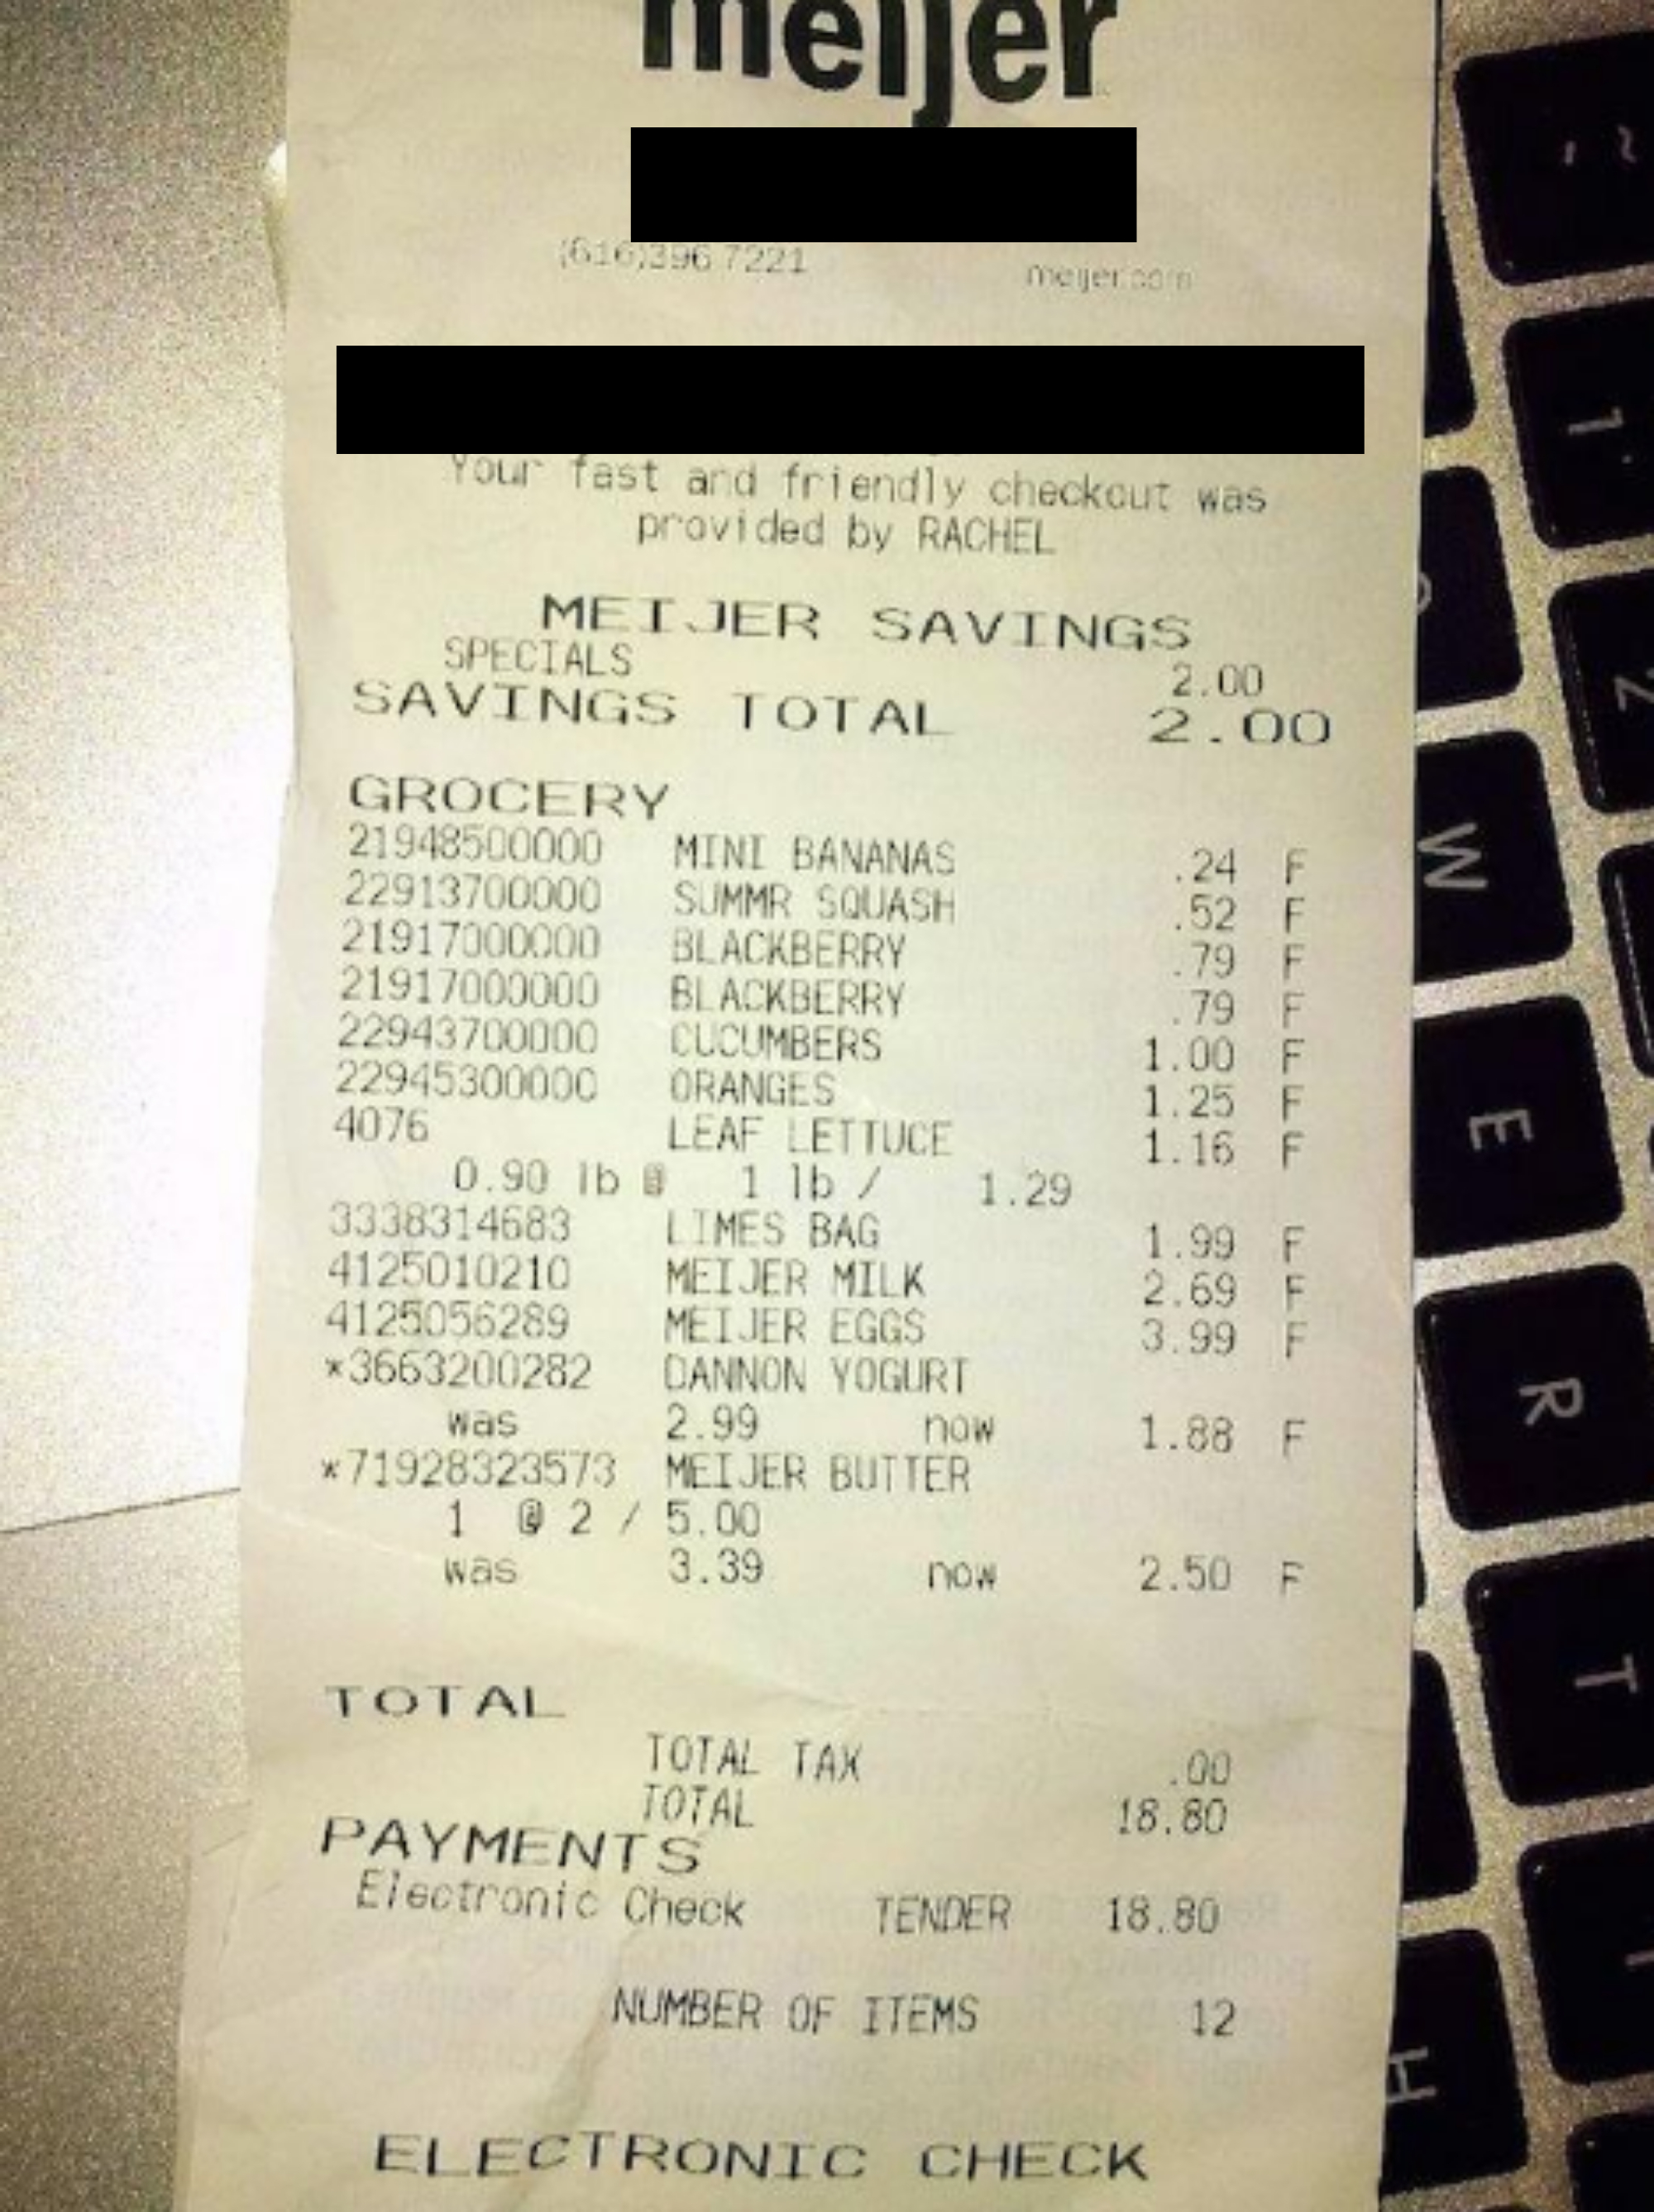 meijer
(616)396 7221 meijer.com
Your fast and friendly checkout was
provided by RACHEL
MEIJER SAVINGS
SPECIALS 2.00
SAVINGS TOTAL 2.00
GROCERY
21948500000 MINI BANANAS .24 F
22913700000 SUMMR SQUASH .52 F
21917000000 BLACKBERRY .79 F
21917000000 BLACKBERRY .79 F
22943700000 CUCUMBERS 1.00 F
22945300000 ORANGES 1.25 F
4076 LEAF LETTUCE 1.16 F
0.90 lb @ 1 lb / 1.29
3338314683 LIMES BAG 1.99 F
4125010210 MEIJER MILK 2.69 F
4125056289 MEIJER EGGS 3.99 F
*3663200282 DANNON YOGURT
was 2.99 now 1.88 F
*71928323573 MEIJER BUTTER
1 @ 2 / 5.00
was 3.39 now 2.50 F
TOTAL
TOTAL TAX .00
TOTAL 18.80
PAYMENTS
Electronic Check TENDER 18.80
NUMBER OF ITEMS 12
ELECTRONIC CHECK
~
1
2
W
E
R
T
H